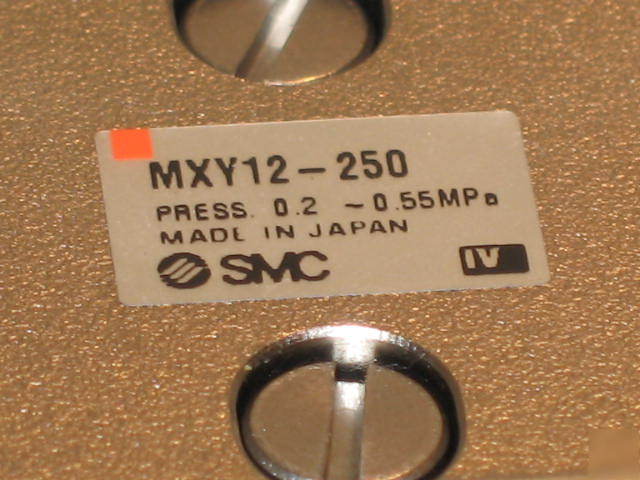 MXY12-250
PRESS. 0.2 ~0.55MPa
MADE IN JAPAN
SMC IV